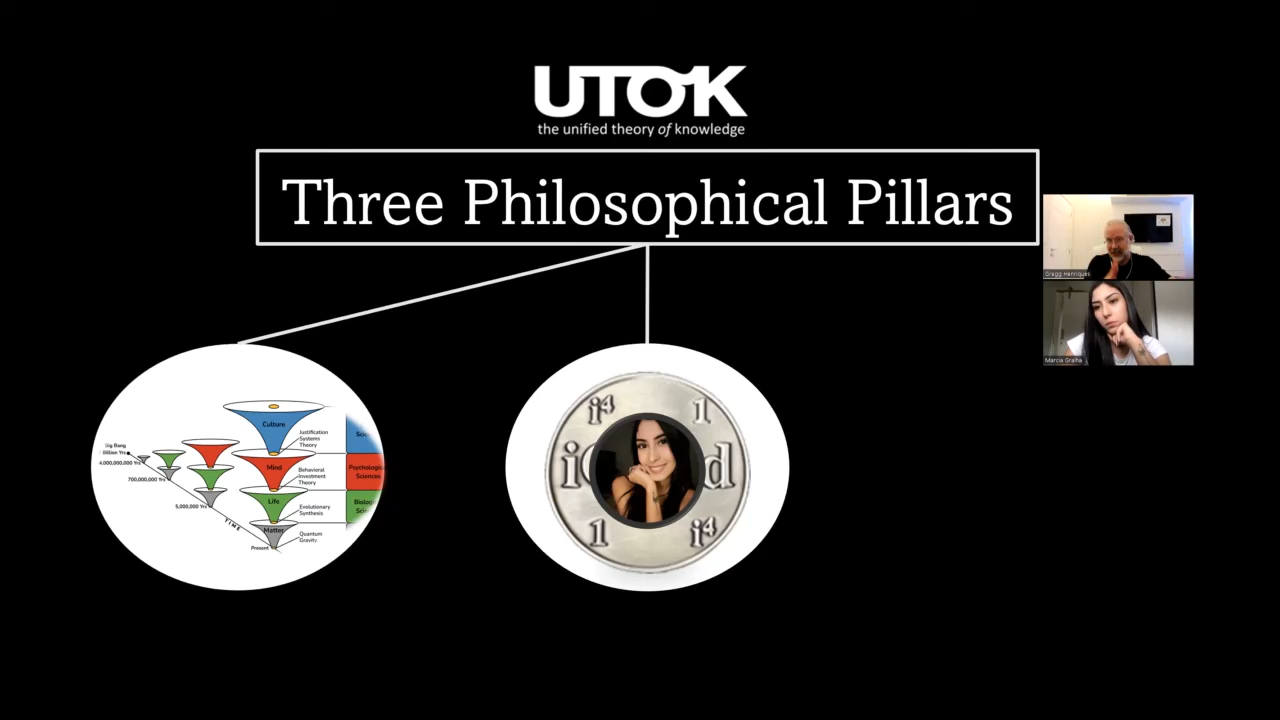 UTOK
the unified theory of knowledge
Three Philosophical Pillars
Gregg Henriques
Marcia Gralha
Big Bang
Billion Yrs
4,000,000,000 Yrs
700,000,000 Yrs
5,000,000 Yrs
TIME
Present
Culture
Mind
Life
Matter
Justification
Systems
Theory
Behavioral
Investment
Theory
Evolutionary
Synthesis
Quantum
Gravity
Psychologic
Sciences
i4
1
i
d
1
i4